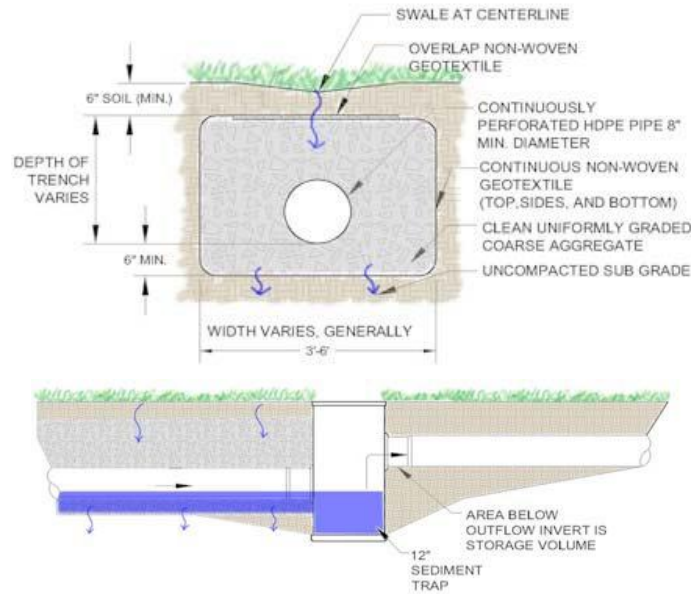 SWALE AT CENTERLINE
OVERLAP NON-WOVEN
GEOTEXTILE
6" SOIL (MIN.)
CONTINUOUSLY
PERFORATED HDPE PIPE 8"
MIN. DIAMETER
DEPTH OF
TRENCH
VARIES
CONTINUOUS NON-WOVEN
GEOTEXTILE
(TOP,SIDES, AND BOTTOM)
CLEAN UNIFORMLY GRADED
COARSE AGGREGATE
6" MIN.
UNCOMPACTED SUB GRADE
WIDTH VARIES, GENERALLY
3'-6'
AREA BELOW
OUTFLOW INVERT IS
STORAGE VOLUME
12"
SEDIMENT
TRAP